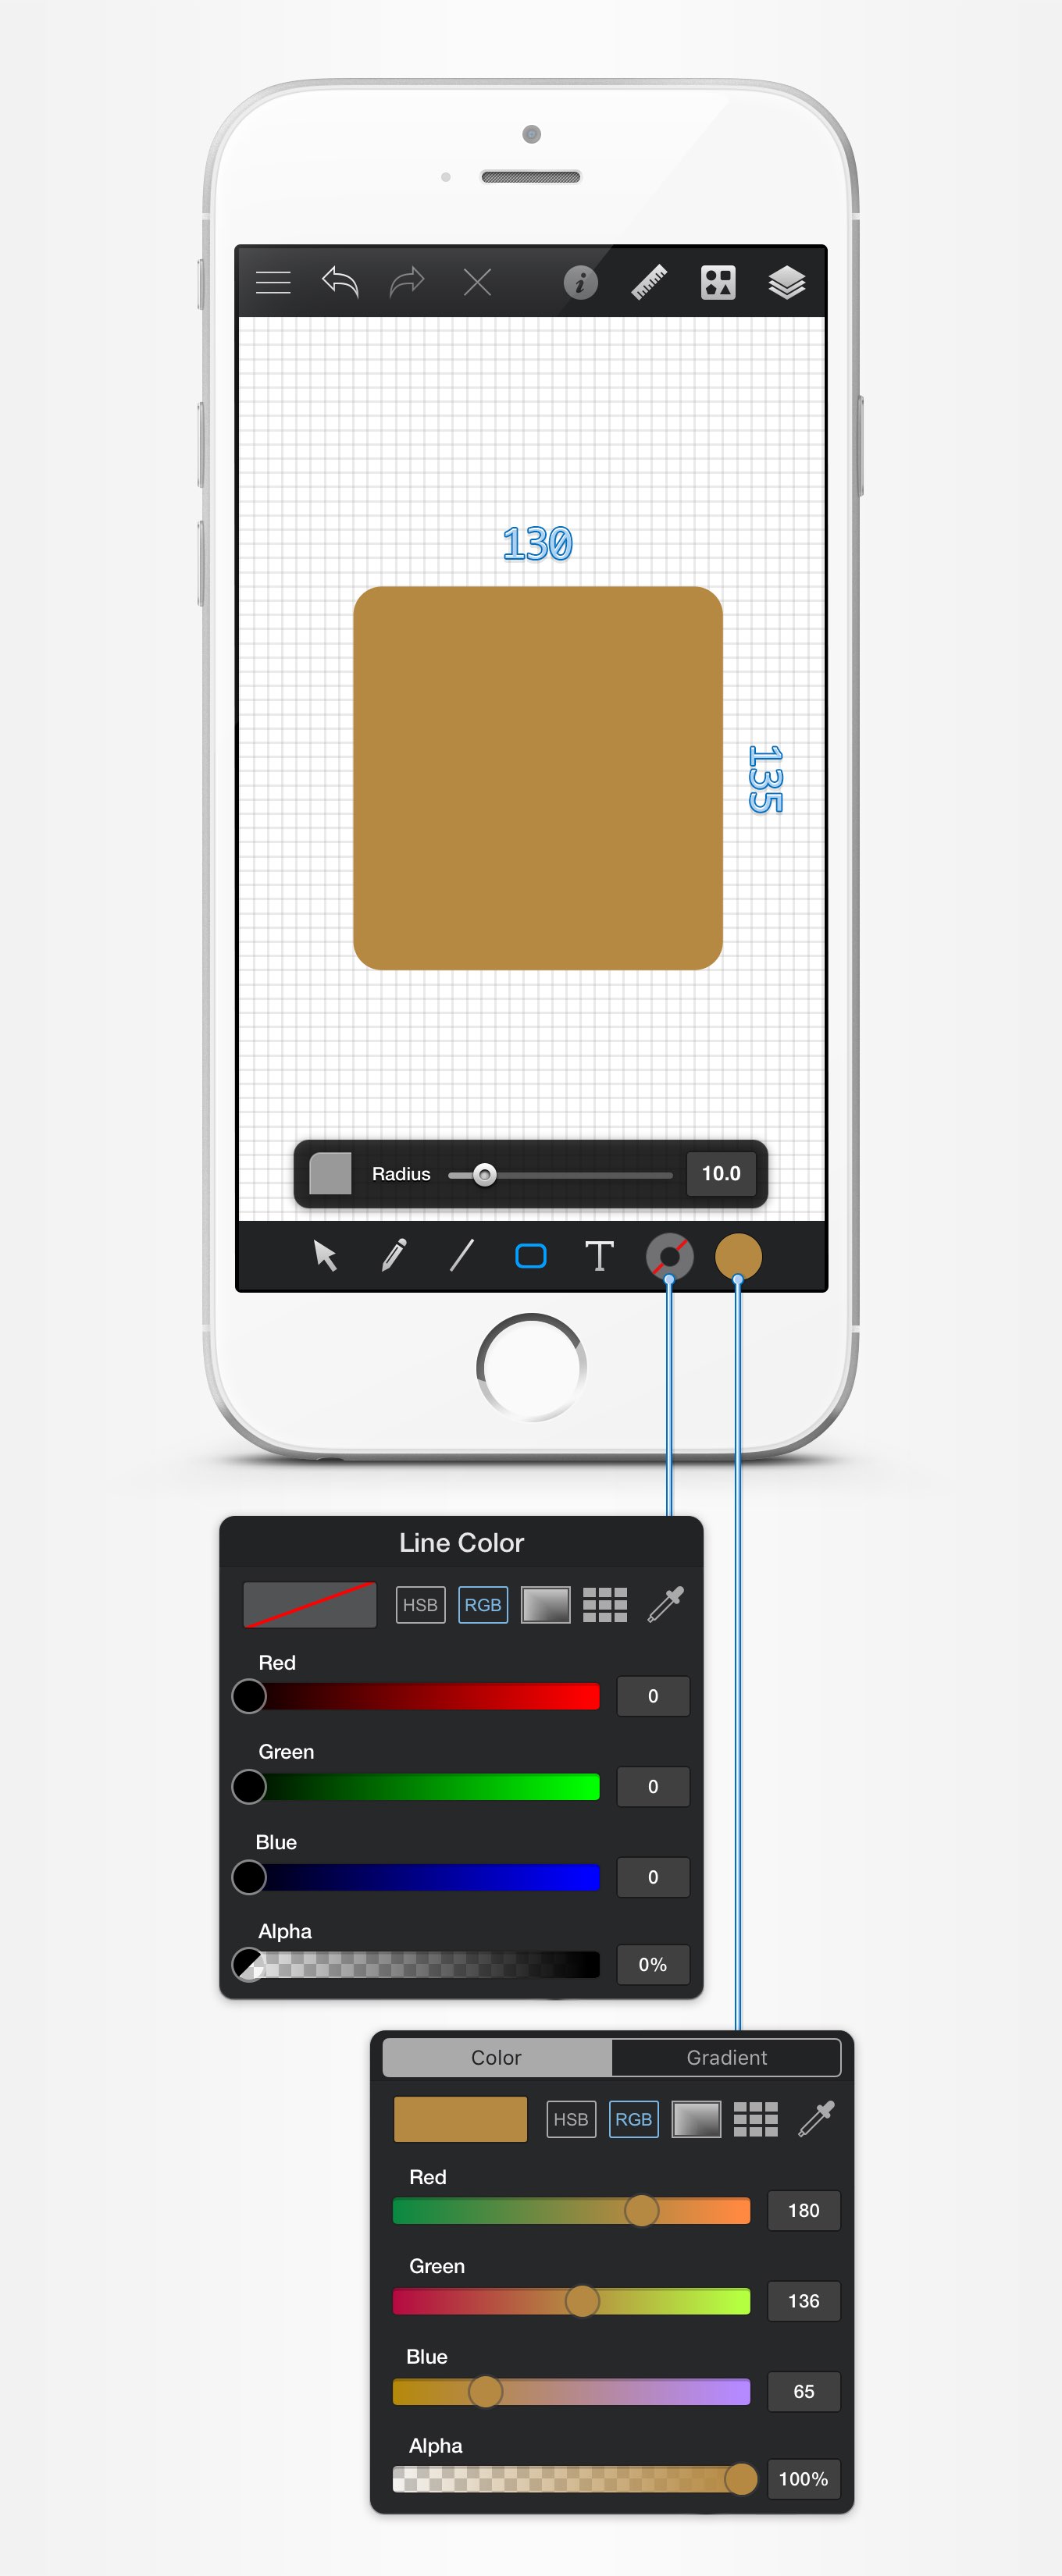 130
135
Radius 10.0
T
Line Color
HSB RGB
Red
0
Green
0
Blue
0
Alpha
0%
Color Gradient
HSB RGB
Red
180
Green
136
Blue
65
Alpha
100%